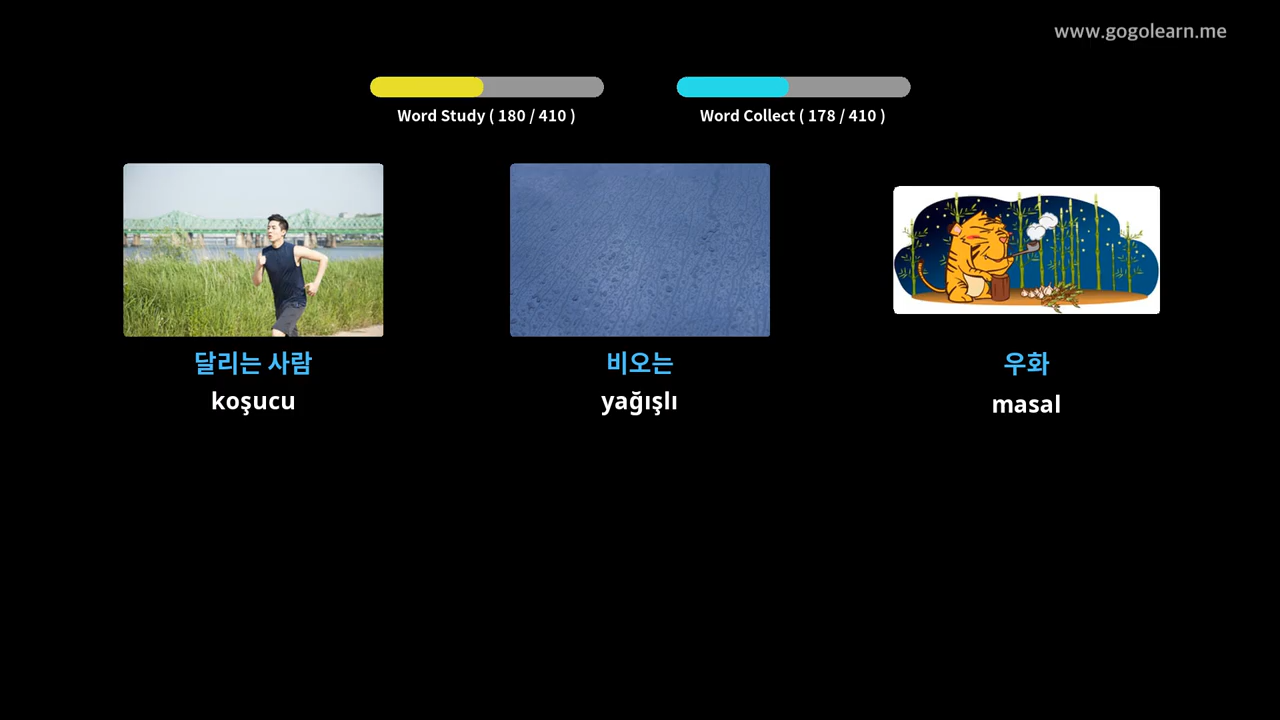 www.gogolearn.me
Word Study ( 180 / 410 )
Word Collect ( 178 / 410 )
달리는 사람
koşucu
비오는
yağışlı
우화
masal